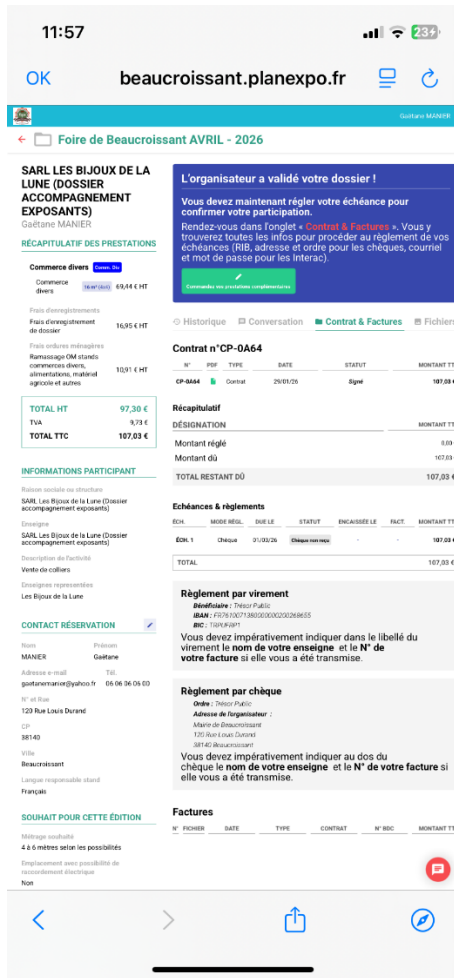 11:57
23
OK
beaucroissant.planexpo.fr
Gaëtane MANIER
Foire de Beaucroissant AVRIL - 2026
SARL LES BIJOUX DE LA
LUNE (DOSSIER
ACCOMPAGNEMENT
EXPOSANTS)
Gaëtane MANIER
RÉCAPITULATIF DES PRESTATIONS
Commerce divers Comm. Div
Commerce
divers 16 m² (4x4) 69,44 € HT
Frais d'enregistrements
Frais d'enregistrement
de dossier 16,95 € HT
Frais ordures ménagères
Ramassage OM stands
commerces divers,
alimentations, matériel
agricole et autres 10,91 € HT
TOTAL HT 97,30 €
TVA 9,73 €
TOTAL TTC 107,03 €
INFORMATIONS PARTICIPANT
Raison sociale ou structure
SARL Les Bijoux de la Lune (Dossier
accompagnement exposants)
Enseigne
SARL Les Bijoux de la Lune (Dossier
accompagnement exposants)
Description de l'activité
Vente de colliers
Enseignes representées
Les Bijoux de la Lune
CONTACT RÉSERVATION
Nom Prénom
MANIER Gaëtane
Adresse e-mail Tél.
gaetanemanier@yahoo.fr 06 06 06 06 00
N° et Rue
120 Rue Louis Durand
CP
38140
Ville
Beaucroissant
Langue responsable stand
Français
SOUHAIT POUR CETTE ÉDITION
Métrage souhaité
4 à 6 mètres selon les possibilités
Emplacement avec possibilité de
raccordement électrique
Non
L'organisateur a validé votre dossier !
Vous devez maintenant régler votre échéance pour
confirmer votre participation.
Rendez-vous dans l'onglet « Contrat & Factures ». Vous y
trouverez toutes les infos pour procéder au règlement de vos
échéances (RIB, adresse et ordre pour les chèques, courriel
et mot de passe pour les Interac).
Commandez vos prestations complémentaires
Historique Conversation Contrat & Factures Fichiers
Contrat n°CP-0A64
N° PDF TYPE DATE STATUT MONTANT TT
CP-0A64 Contrat 29/01/26 Signé 107,03 €
Récapitulatif
DÉSIGNATION MONTANT TT
Montant réglé 0,00
Montant dû 107,03
TOTAL RESTANT DÛ 107,03 €
Echéances & règlements
ÉCH. MODE RÉGL. DUE LE STATUT ENCAISSÉE LE FACT. MONTANT TT
ÉCH. 1 Chèque 01/03/26 Chèque non reçu - - 107,03 €
TOTAL 107,03 €
Règlement par virement
Bénéficiaire : Trésor Public
BIC : TRPUFRP1
Vous devez impérativement indiquer dans le libellé du
virement le nom de votre enseigne et le N° de
votre facture si elle vous a été transmise.
Règlement par chèque
Ordre : Trésor Public
Adresse de l'organisateur :
Mairie de Beaucroissant
120 Rue Louis Durand
38140 Beaucroissant
Vous devez impérativement indiquer au dos du
chèque le nom de votre enseigne et le N° de votre facture si
elle vous a été transmise.
Factures
N° FICHIER DATE TYPE CONTRAT N° BDC MONTANT TT